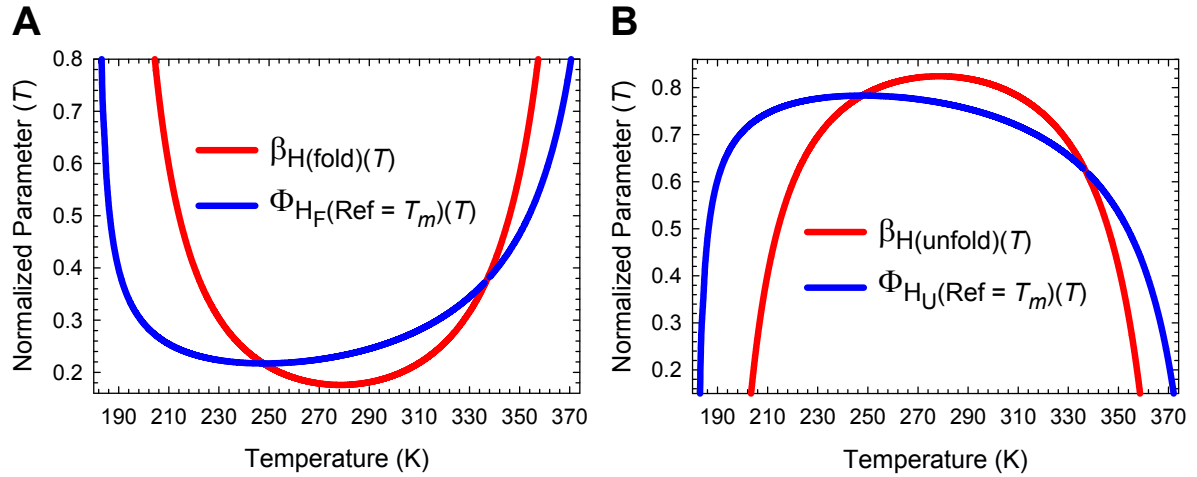 A
0.8
0.7
0.6
0.5
0.4
0.3
0.2
Normalized Parameter (T)
βH(fold)(T)
ΦHF(Ref = Tm)(T)
190 210 230 250 270 290 310 330 350 370
Temperature (K)
B
0.8
0.7
0.6
0.5
0.4
0.3
0.2
Normalized Parameter (T)
βH(unfold)(T)
ΦHU(Ref = Tm)(T)
190 210 230 250 270 290 310 330 350 370
Temperature (K)